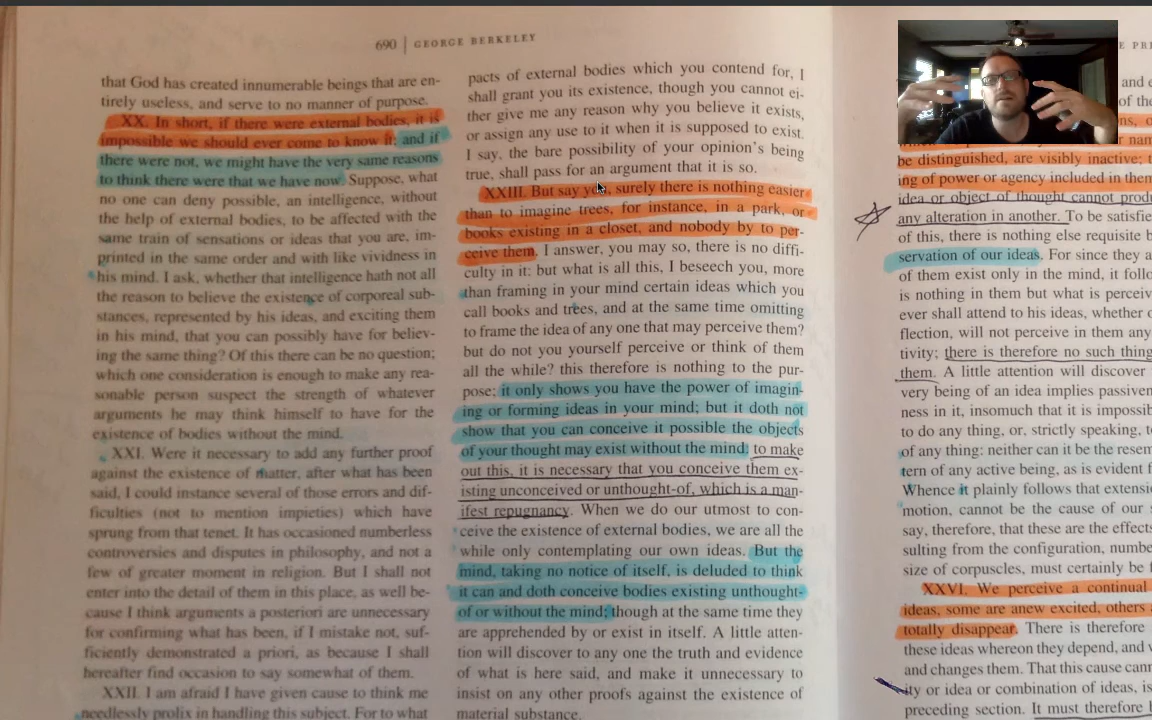 690 | GEORGE BERKELEY
that God has created innumerable beings that are en-
tirely useless, and serve to no manner of purpose.
XX. In short, if there were external bodies, it is
impossible we should ever come to know it; and if
there were not, we might have the very same reasons
to think there were that we have now. Suppose, what
no one can deny possible, an intelligence, without
the help of external bodies, to be affected with the
same train of sensations or ideas that you are, im-
printed in the same order and with like vividness in
his mind. I ask, whether that intelligence hath not all
the reason to believe the existence of corporeal sub-
stances, represented by his ideas, and exciting them
in his mind, that you can possibly have for believ-
ing the same thing? Of this there can be no question;
which one consideration is enough to make any rea-
sonable person suspect the strength of whatever
arguments he may think himself to have for the
existence of bodies without the mind.
XXI. Were it necessary to add any further proof
against the existence of matter, after what has been
said, I could instance several of those errors and dif-
ficulties (not to mention impieties) which have
sprung from that tenet. It has occasioned numberless
controversies and disputes in philosophy, and not a
few of greater moment in religion. But I shall not
enter into the detail of them in this place, as well be-
cause I think arguments a posteriori are unnecessary
for confirming what has been, if I mistake not, suf-
ficiently demonstrated a priori, as because I shall
hereafter find occasion to say somewhat of them.
XXII. I am afraid I have given cause to think me
needlessly prolix in handling this subject. For to what
pacts of external bodies which you contend for, I
shall grant you its existence, though you cannot ei-
ther give me any reason why you believe it exists,
or assign any use to it when it is supposed to exist.
I say, the bare possibility of your opinion's being
true, shall pass for an argument that it is so.
XXIII. But say you, surely there is nothing easier
than to imagine trees, for instance, in a park, or
books existing in a closet, and nobody by to per-
ceive them. I answer, you may so, there is no diffi-
culty in it: but what is all this, I beseech you, more
than framing in your mind certain ideas which you
call books and trees, and at the same time omitting
to frame the idea of any one that may perceive them?
but do not you yourself perceive or think of them
all the while? this therefore is nothing to the pur-
pose; it only shows you have the power of imagin-
ing or forming ideas in your mind; but it doth not
show that you can conceive it possible the objects
of your thought may exist without the mind; to make
out this, it is necessary that you conceive them ex-
isting unconceived or unthought-of, which is a man-
ifest repugnancy. When we do our utmost to con-
ceive the existence of external bodies, we are all the
while only contemplating our own ideas. But the
mind, taking no notice of itself, is deluded to think
it can and doth conceive bodies existing unthought-
of or without the mind; though at the same time they
are apprehended by or exist in itself. A little atten-
tion will discover to any one the truth and evidence
of what is here said, and make it unnecessary to
insist on any other proofs against the existence of
material substance.
and
of the
be distinguished, are visibly inactive;
ing of power or agency included in them
idea or object of thought cannot
any alteration in another. To be satisfie
of this, there is nothing else requisite b
servation of our ideas. For since they a
of them exist only in the mind, it follo
is nothing in them but what is perceiv
ever shall attend to his ideas, whether
flection, will not perceive in them any
tivity; there is therefore no such thing
them. A little attention will discover
very being of an idea implies passiven
ness in it, insomuch that it is impossib
to do any thing, or, strictly speaking, t
of any thing: neither can it be the resem
tern of any active being, as is evident f
Whence it plainly follows that extensi
motion, cannot be the cause of our
say, therefore, that these are the effects
sulting from the configuration, numbe
size of corpuscles, must certainly be f
XXVI. We perceive a continual
ideas, some are anew excited, others
totally disappear. There is therefore
these ideas whereon they depend, and
and changes them. That this cause cann
ity or idea or combination of ideas, is
preceding section. It must therefore